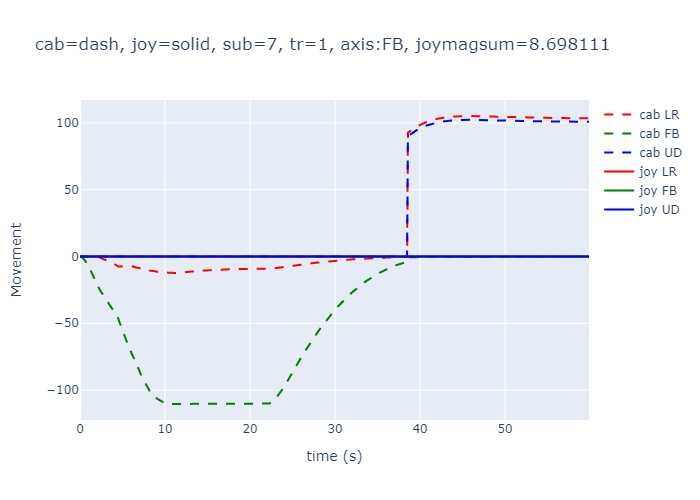 cab=dash, joy=solid, sub=7, tr=1, axis:FB, joymagsum=8.698111
cab LR
cab FB
cab UD
joy LR
joy FB
joy UD
Movement
100
50
0
−50
−100
0
10
20
30
40
50
time (s)